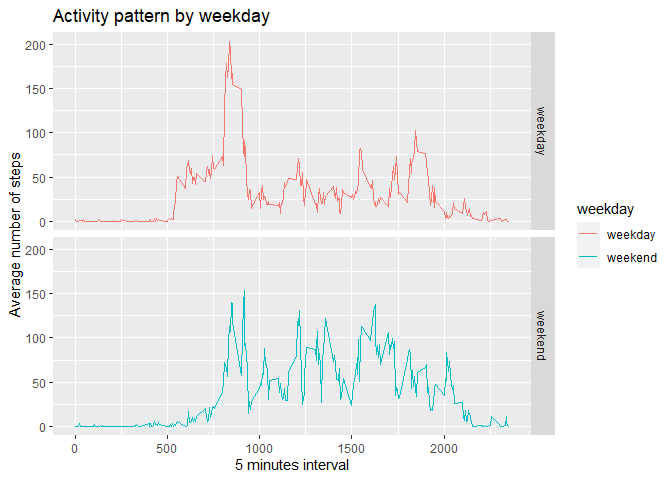 Activity pattern by weekday
200
150
100
50
0
weekday
200
150
100
50
0
weekend
Average number of steps
0
500
1000
1500
2000
5 minutes interval
weekday
weekday
weekend